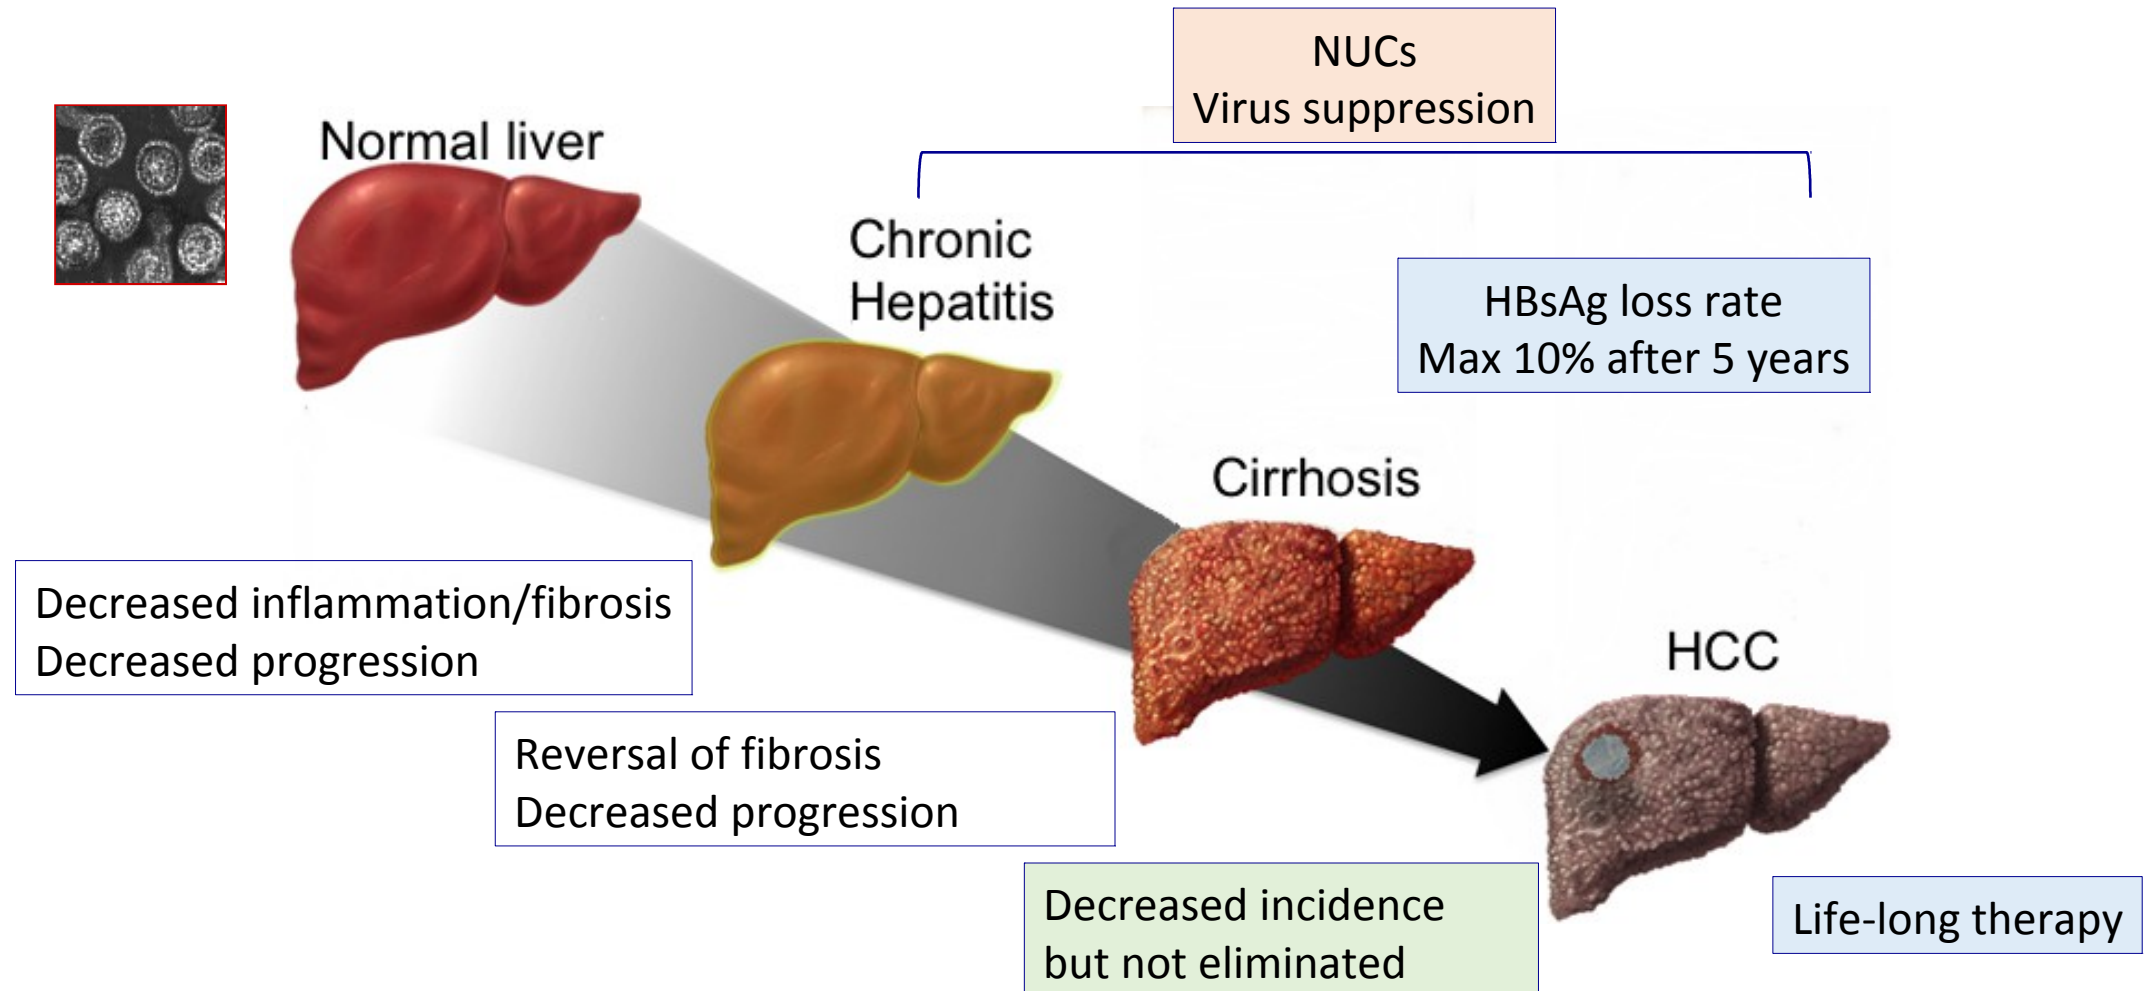 NUCs
Virus suppression
Normal liver
Chronic
Hepatitis
HBsAg loss rate
Max 10% after 5 years
Cirrhosis
Decreased inflammation/fibrosis
Decreased progression
HCC
Reversal of fibrosis
Decreased progression
Decreased incidence
but not eliminated
Life-long therapy